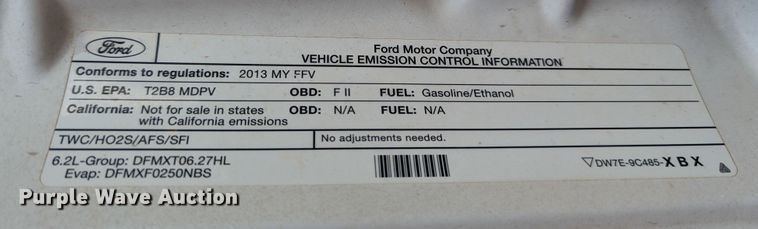 Ford
Ford Motor Company
VEHICLE EMISSION CONTROL INFORMATION
Conforms to regulations: 2013 MY FFV
U.S. EPA: T2B8 MDPV OBD: F II FUEL: Gasoline/Ethanol
California: Not for sale in states OBD: N/A FUEL: N/A
with California emissions
TWC/HO2S/AFS/SFI No adjustments needed.
6.2L-Group: DFMXT06.27HL
Evap: DFMXF0250NBS
DW7E-9C485-XBX
Purple Wave Auction